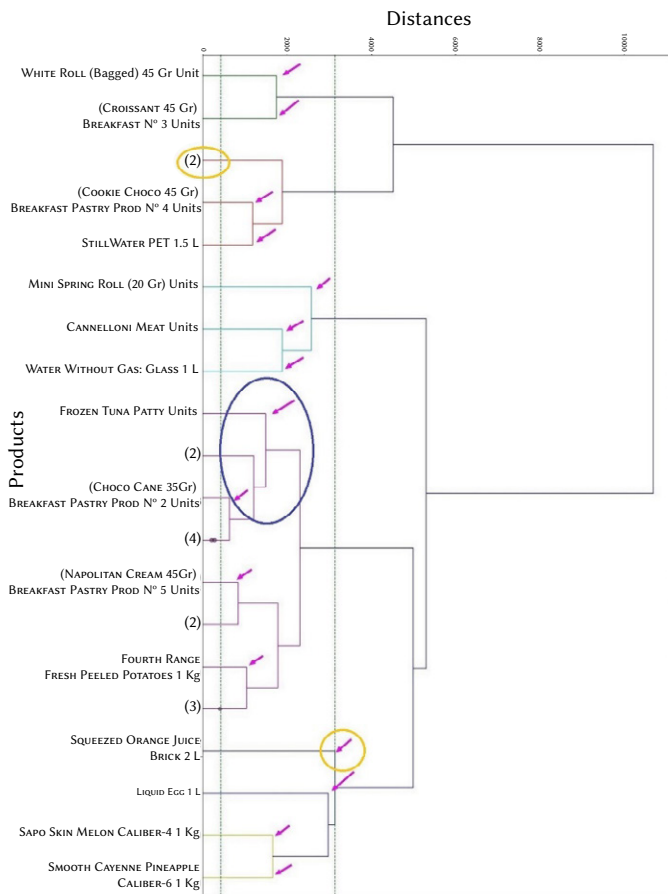 Distances
0
2000
4000
6000
8000
10000
Products
White Roll (Bagged) 45 Gr Unit
(Croissant 45 Gr)
Breakfast Nº 3 Units
(2)
(Cookie Choco 45 Gr)
Breakfast Pastry Prod Nº 4 Units
StillWater PET 1.5 L
Mini Spring Roll (20 Gr) Units
Cannelloni Meat Units
Water Without Gas: Glass 1 L
Frozen Tuna Patty Units
(2)
(Choco Cane 35Gr)
Breakfast Pastry Prod Nº 2 Units
(4)
(Napolitan Cream 45Gr)
Breakfast Pastry Prod Nº 5 Units
(2)
Fourth Range
Fresh Peeled Potatoes 1 Kg
(3)
Squeezed Orange Juice
Brick 2 L
Liquid Egg 1 L
Sapo Skin Melon Caliber-4 1 Kg
Smooth Cayenne Pineapple
Caliber-6 1 Kg